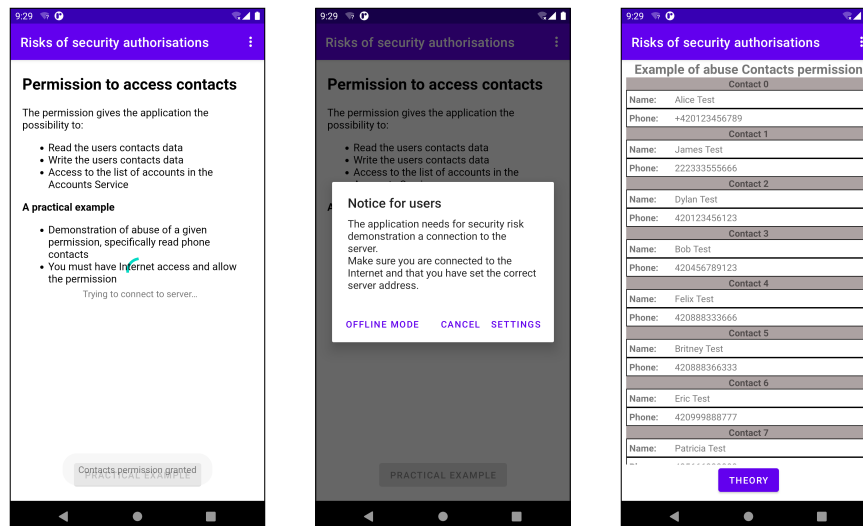 9:29
Risks of security authorisations
Permission to access contacts
The permission gives the application the
possibility to:
• Read the users contacts data
• Write the users contacts data
• Access to the list of accounts in the
Accounts Service
A practical example
• Demonstration of abuse of a given
permission, specifically read phone
contacts
• You must have Internet access and allow
the permission
Trying to connect to server...
Contacts permission granted
PRACTICAL EXAMPLE
9:29
Risks of security authorisations
Permission to access contacts
The permission gives the application the
possibility to:
• Read the users contacts data
• Write the users contacts data
• Access to the list of accounts in the
Notice for users
The application needs for security risk
demonstration a connection to the
server.
Make sure you are connected to the
Internet and that you have set the correct
server address.
OFFLINE MODE CANCEL SETTINGS
PRACTICAL EXAMPLE
9:29
Risks of security authorisations
Example of abuse Contacts permission
Contact 0
Name: Alice Test
Phone: +420123456789
Contact 1
Name: James Test
Phone: 222333555666
Contact 2
Name: Dylan Test
Phone: 420123456123
Contact 3
Name: Bob Test
Phone: 420456789123
Contact 4
Name: Felix Test
Phone: 420888333666
Contact 5
Name: Britney Test
Phone: 420888366333
Contact 6
Name: Eric Test
Phone: 420999888777
Contact 7
Name: Patricia Test
THEORY